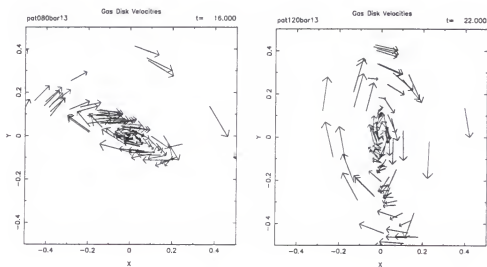 Gas Disk Velocities
pat080bar13 t= 16.000
0.4
0.2
0
−0.2
−0.4
Y
−0.4 −0.2 0 0.2 0.4
X
Gas Disk Velocities
pat120bar13 t= 22.000
0.4
0.2
0
−0.2
−0.4
Y
−0.4 −0.2 0 0.2 0.4
X